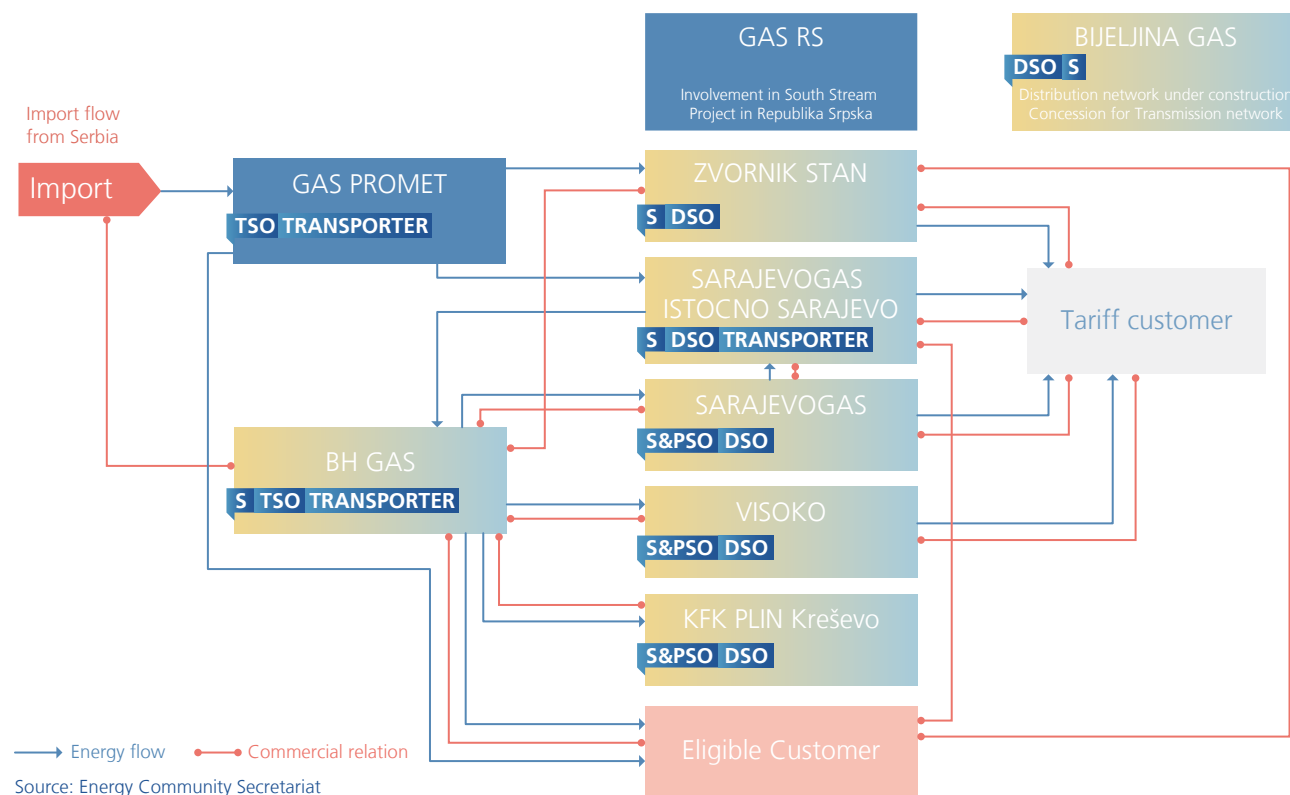 GAS RS
Involvement in South Stream
Project in Republika Srpska
BIJELJINA GAS
DSO S
Distribution network under construction
Concession for Transmission network
Import flow
from Serbia
Import
GAS PROMET
TSO TRANSPORTER
ZVORNIK STAN
S DSO
SARAJEVOGAS
ISTOCNO SARAJEVO
S DSO TRANSPORTER
Tariff customer
SARAJEVOGAS
S&PSO DSO
BH GAS
S TSO TRANSPORTER
VISOKO
S&PSO DSO
KFK PLIN Kreševo
S&PSO DSO
Eligible Customer
Energy flow
Commercial relation
Source: Energy Community Secretariat